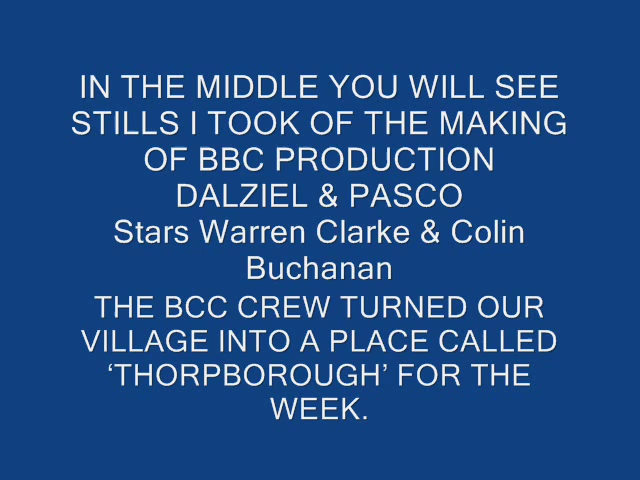 IN THE MIDDLE YOU WILL SEE
STILLS I TOOK OF THE MAKING
OF BBC PRODUCTION
DALZIEL & PASCO
Stars Warren Clarke & Colin
Buchanan
THE BCC CREW TURNED OUR
VILLAGE INTO A PLACE CALLED
‘THORPBOROUGH’ FOR THE
WEEK.